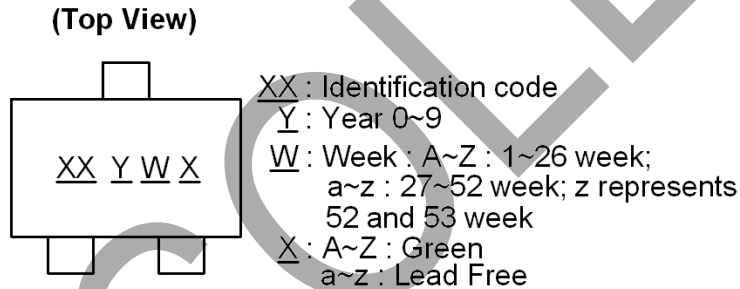 (Top View)
XX Y W X
XX : Identification code
Y : Year 0~9
W : Week : A~Z : 1~26 week;
a~z : 27~52 week; z represents
52 and 53 week
X : A~Z : Green
a~z : Lead Free